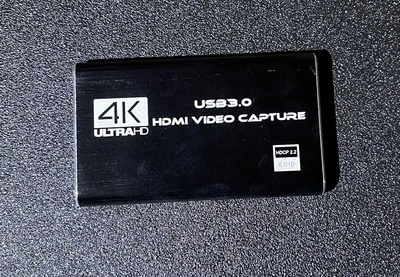 4K
ULTRAHD
USB3.0
HDMI VIDEO CAPTURE
HDCP 2.2